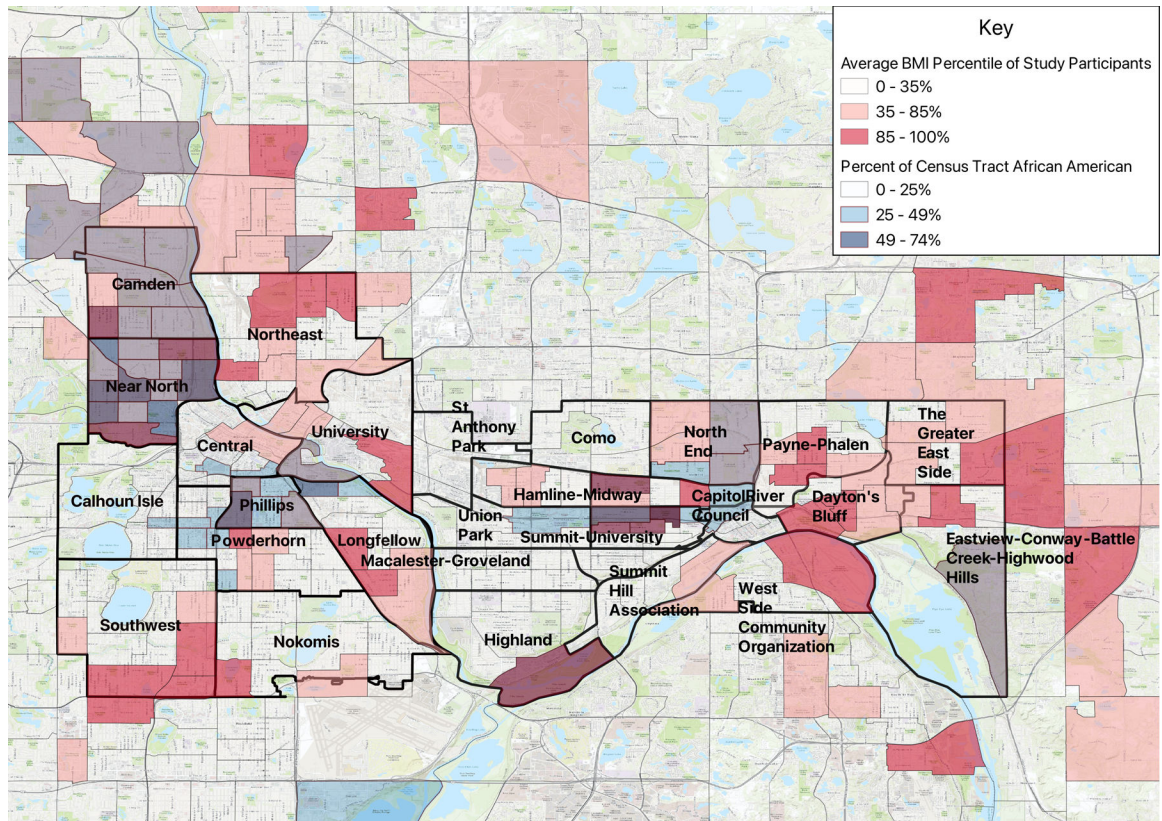 Key
Average BMI Percentile of Study Participants
0 - 35%
35 - 85%
85 - 100%
Percent of Census Tract African American
0 - 25%
25 - 49%
49 - 74%
Camden
Northeast
Near North
Central
University
St
Anthony
Park
Como
North
End
Payne-Phalen
The
Greater
East
Side
Calhoun Isle
Phillips
Powderhorn
Longfellow
Hamline-Midway
Union
Park
Summit-University
CapitolRiver
Council
Dayton's
Bluff
Macalester-Groveland
Eastview-Conway-Battle
Creek-Highwood
Hills
Summit
Hill
Association
West
Side
Community
Organization
Southwest
Nokomis
Highland